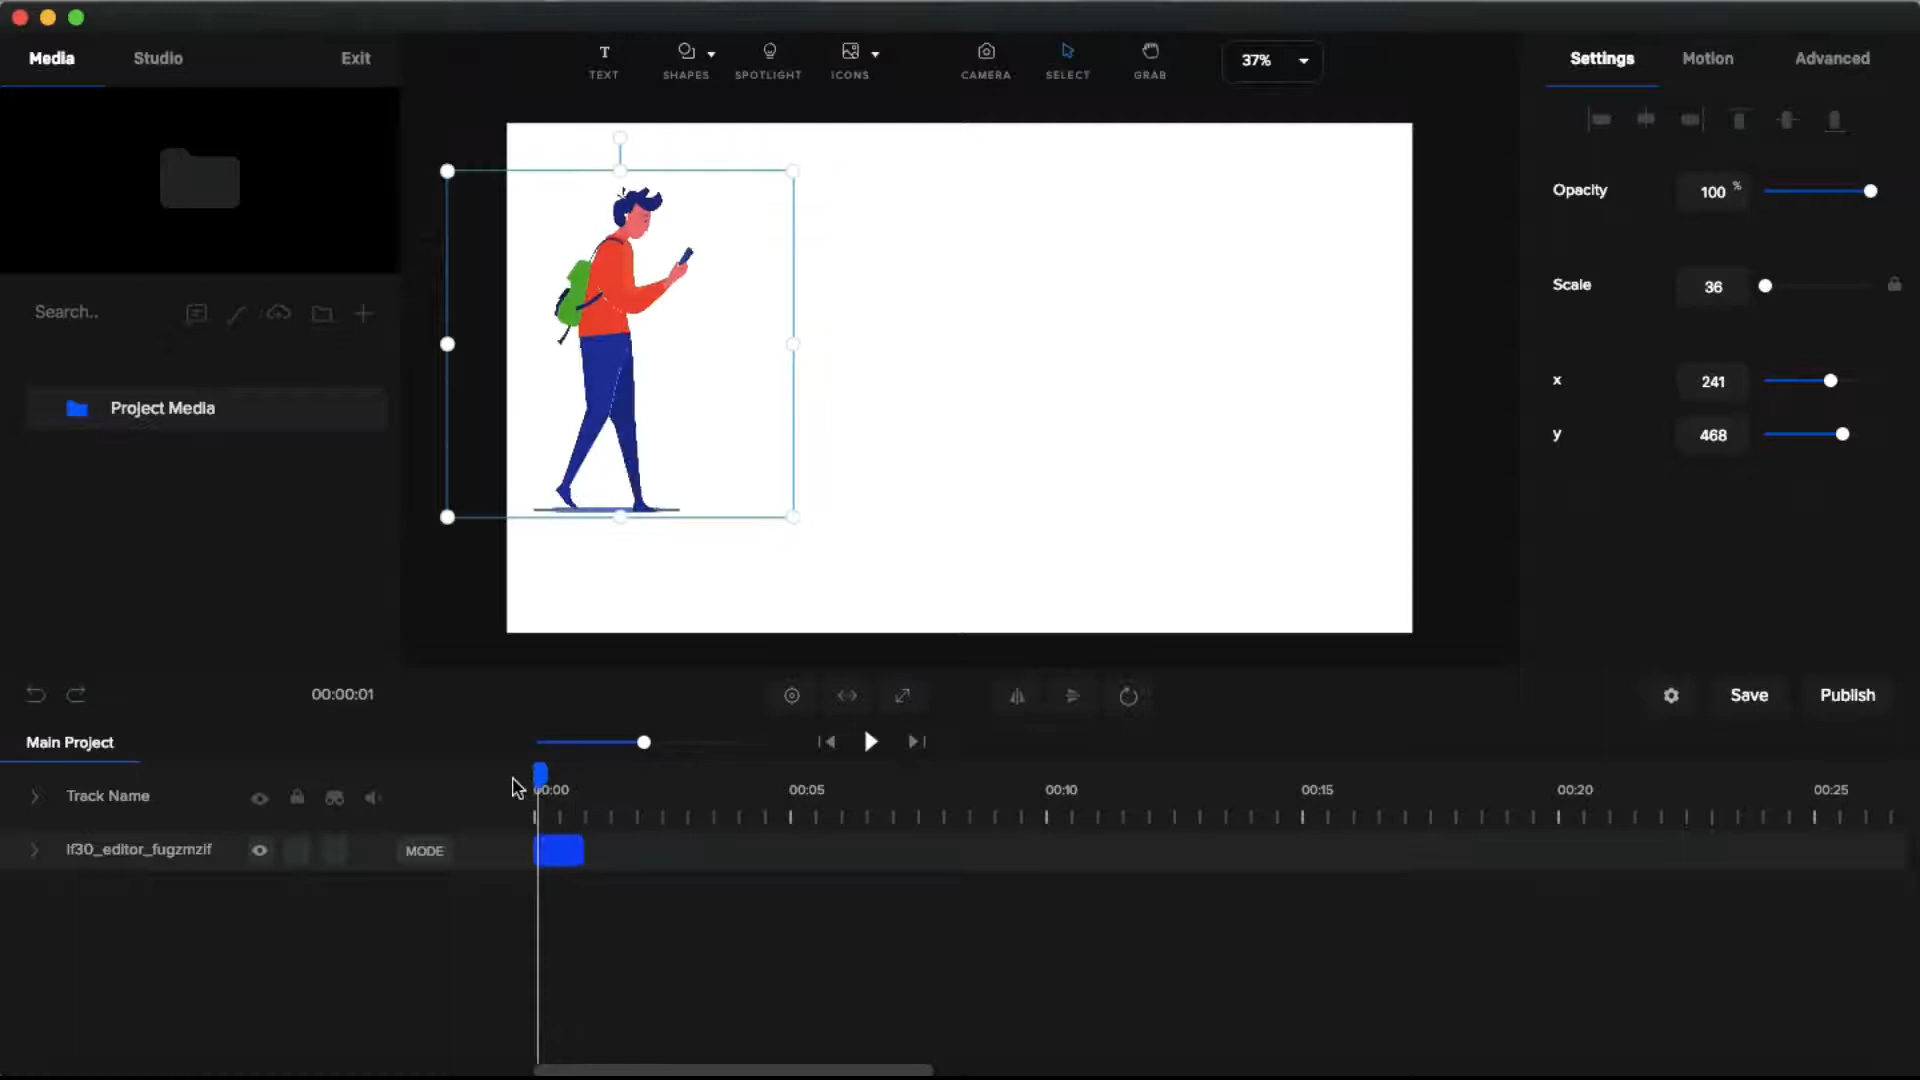 Media
Studio
Exit
TEXT
SHAPES
SPOTLIGHT
ICONS
CAMERA
SELECT
GRAB
37%
Settings
Motion
Advanced
Opacity
100 %
Scale
36
x
241
y
468
Search..
Project Media
00:00:01
Save
Publish
Main Project
Track Name
00:00
00:05
00:10
00:15
00:20
00:25
lf30_editor_fugzmzlf
MODE